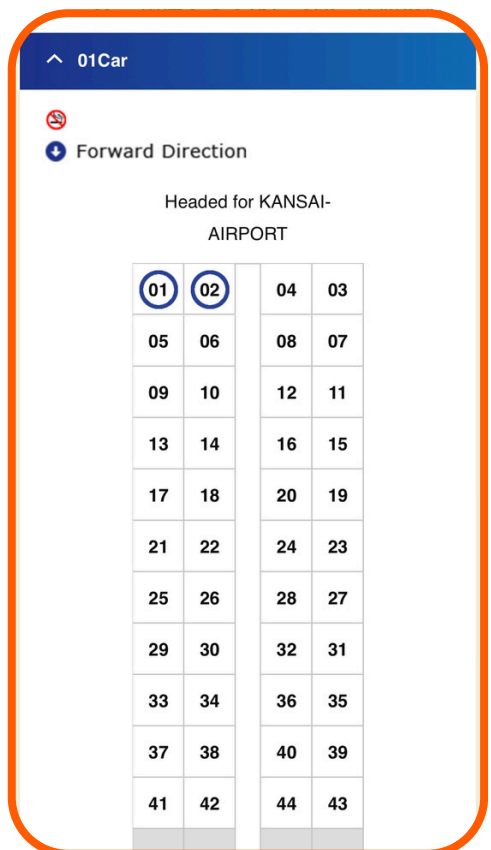 01Car
Forward Direction
Headed for KANSAI-
AIRPORT
01 02 04 03
05 06 08 07
09 10 12 11
13 14 16 15
17 18 20 19
21 22 24 23
25 26 28 27
29 30 32 31
33 34 36 35
37 38 40 39
41 42 44 43